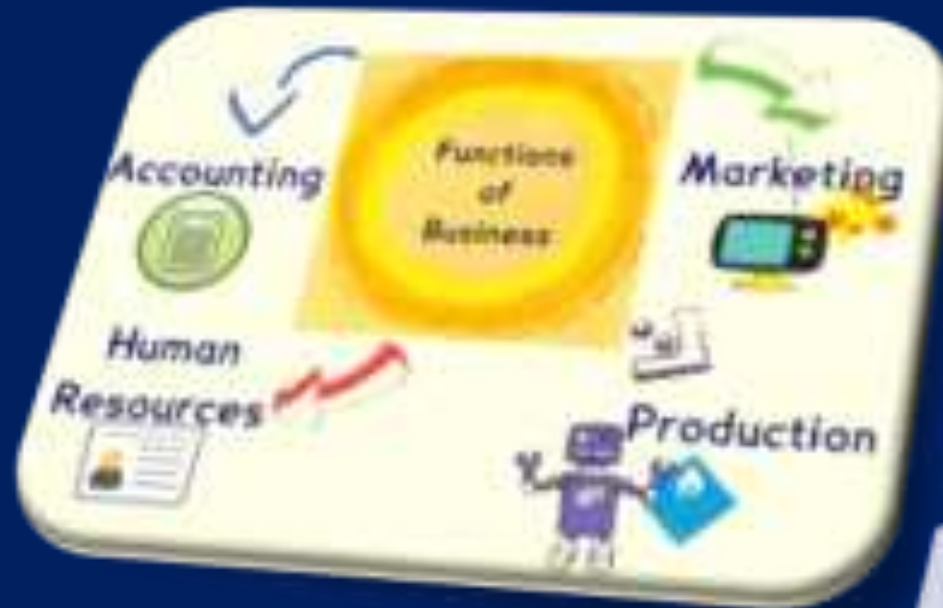 Functions
of
Business
Accounting
Marketing
Human
Resources
Production